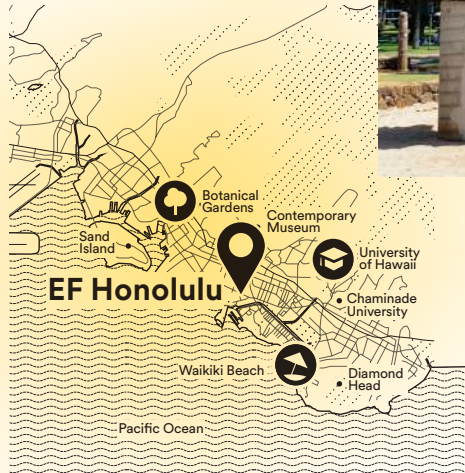 Botanical
Gardens
Contemporary
Museum
Sand
Island
University
of Hawaii
EF Honolulu
Chaminade
University
Waikiki Beach
Diamond
Head
Pacific Ocean